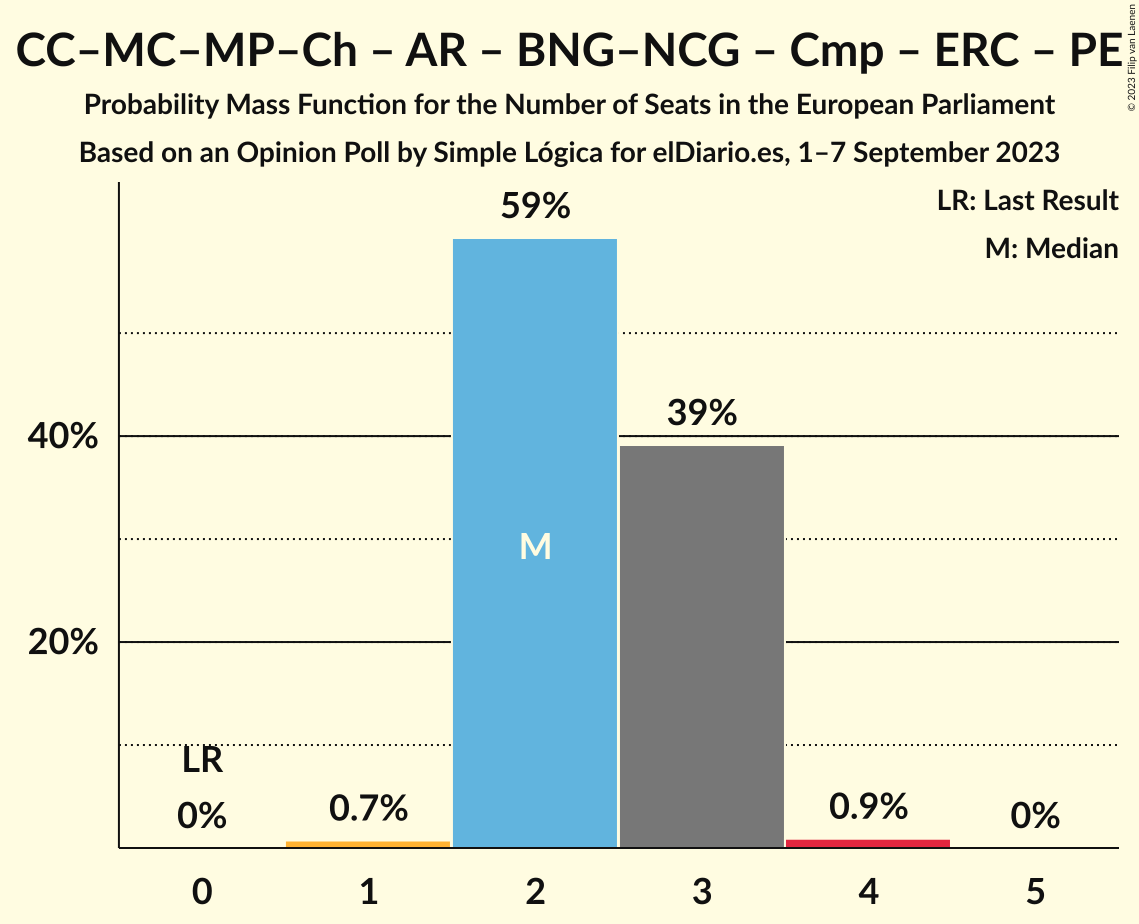 CC–MC–MP–Ch – AR – BNG–NCG – Cmp – ERC – PE
© 2023 Filip van Laenen
Probability Mass Function for the Number of Seats in the European Parliament
Based on an Opinion Poll by Simple Lógica for elDiario.es, 1–7 September 2023
LR: Last Result
M: Median
59%
39%
40%
M
20%
LR
0%
0.7%
0.9%
0%
0 1 2 3 4 5